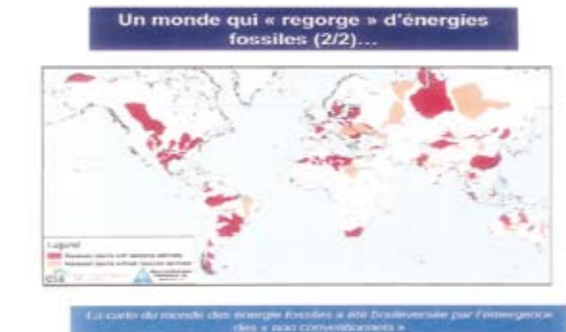 Un monde qui « regorge » d'énergies
fossiles (2/2)…
Legend
La carte du monde des énergie fossiles a été bouleversée par l'émergence
des « non conventionnels »